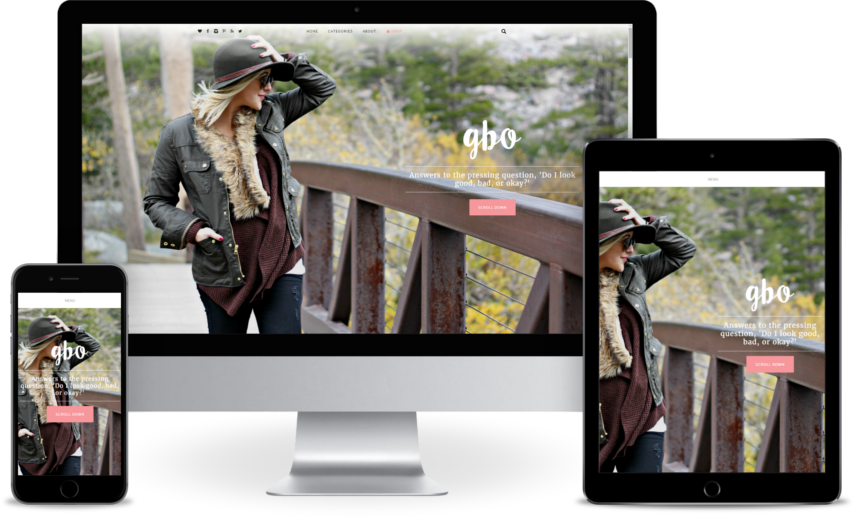 HOME CATEGORIES ABOUT
gbo
Answers to the pressing question, 'Do I look
good, bad, or okay?'
SCROLL DOWN
MENU
gbo
Answers to the pressing
question, 'Do I look good,
bad, or okay?'
SCROLL DOWN
MENU
gbo
Answers to the pressing
question, 'Do I look good, bad,
or okay?'
SCROLL DOWN